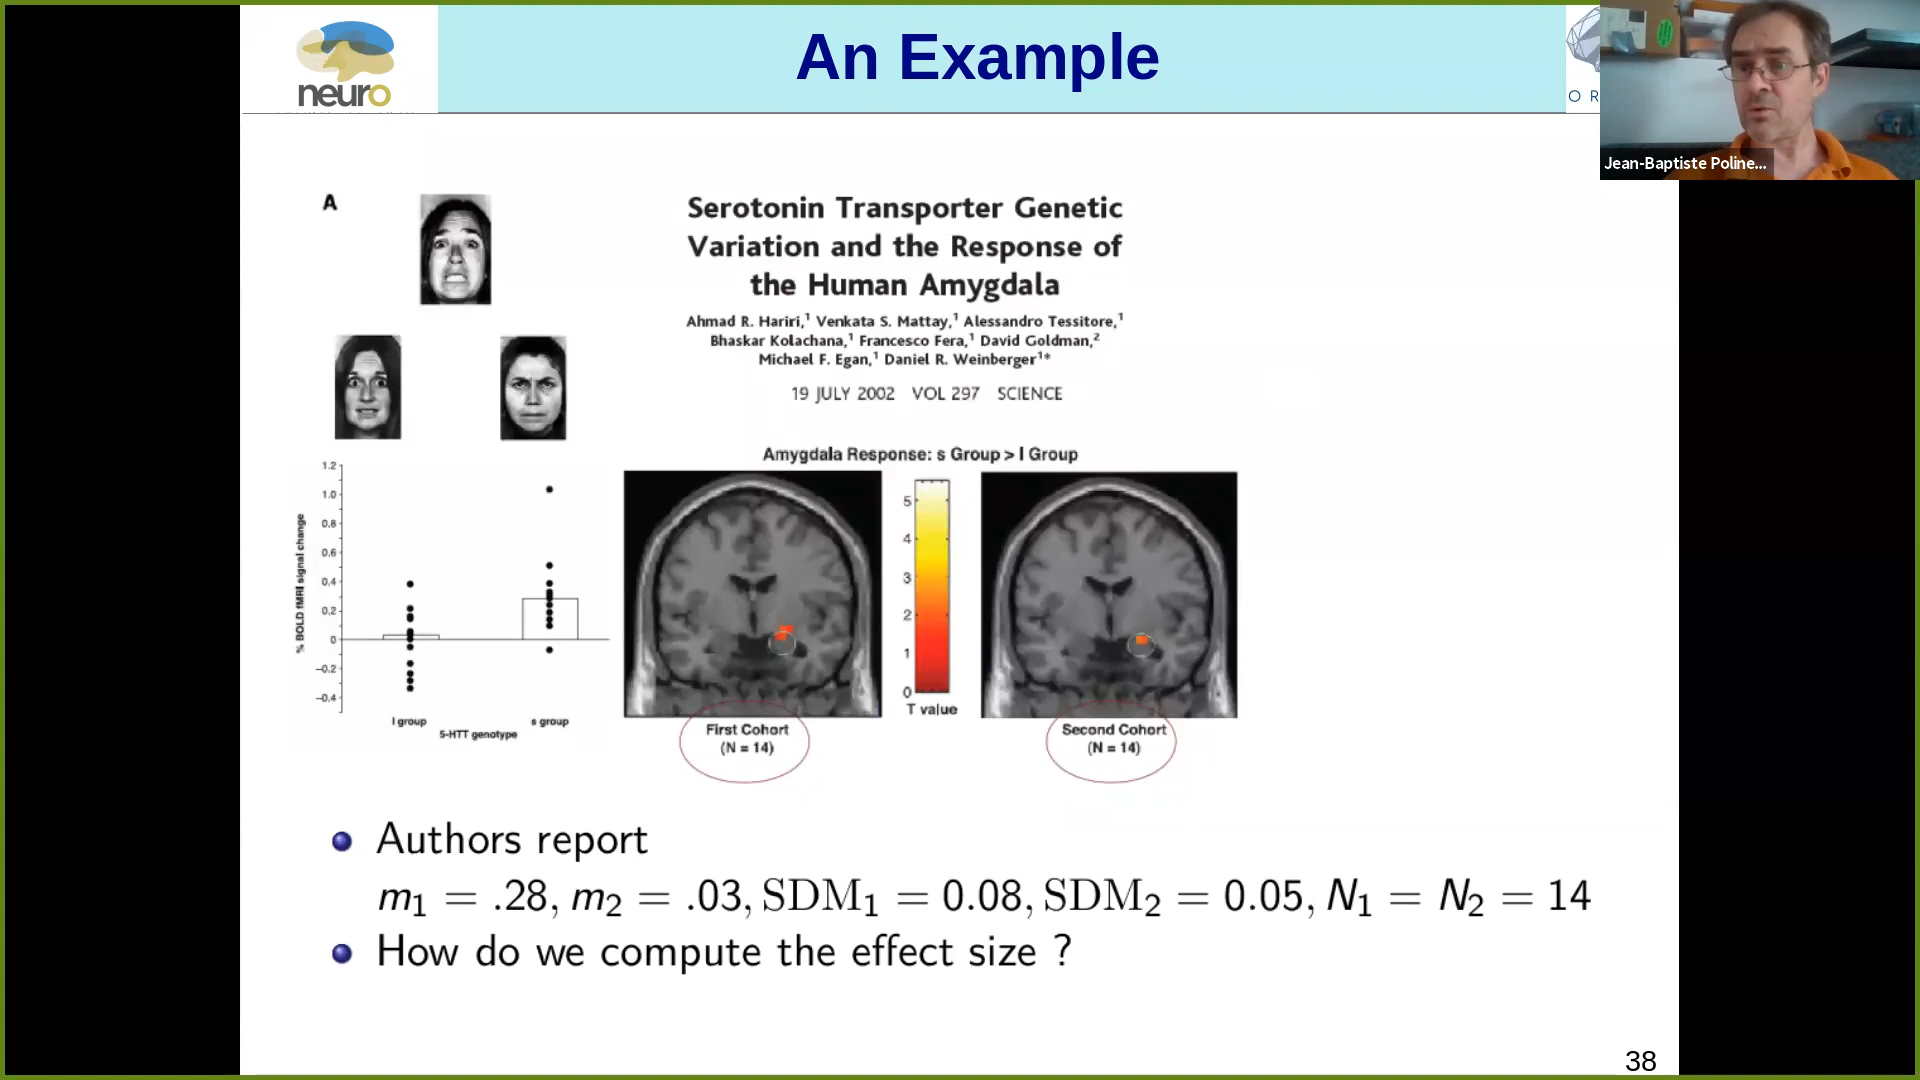 neuro
An Example
O R
Jean-Baptiste Poline...
A
Serotonin Transporter Genetic
Variation and the Response of
the Human Amygdala
Ahmad R. Hariri,¹ Venkata S. Mattay,¹ Alessandro Tessitore,¹
Bhaskar Kolachana,¹ Francesco Fera,¹ David Goldman,²
Michael F. Egan,¹ Daniel R. Weinberger¹*
19 JULY 2002 VOL 297 SCIENCE
% BOLD fMRI signal change
1.2
1.0
0.8
0.6
0.4
0.2
0
−0.2
−0.4
l group
s group
5-HTT genotype
Amygdala Response: s Group > l Group
5
4
3
2
1
0
T value
First Cohort
(N = 14)
Second Cohort
(N = 14)
Authors report
m₁ = .28, m₂ = .03, SDM₁ = 0.08, SDM₂ = 0.05, N₁ = N₂ = 14
How do we compute the effect size ?
38